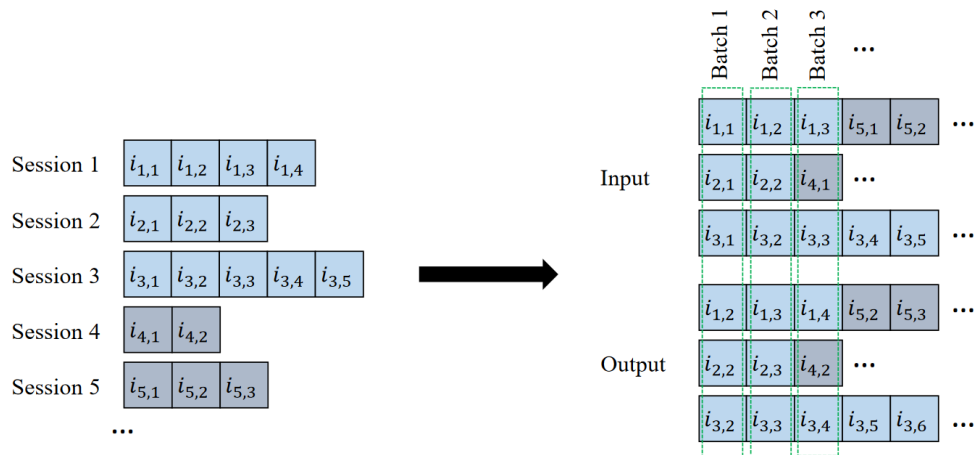 Batch 1
Batch 2
Batch 3
...
Session 1 i1,1 i1,2 i1,3 i1,4
Session 2 i2,1 i2,2 i2,3
Session 3 i3,1 i3,2 i3,3 i3,4 i3,5
Session 4 i4,1 i4,2
Session 5 i5,1 i5,2 i5,3
...
i1,1 i1,2 i1,3 i5,1 i5,2 ...
Input i2,1 i2,2 i4,1 ...
i3,1 i3,2 i3,3 i3,4 i3,5 ...
i1,2 i1,3 i1,4 i5,2 i5,3 ...
Output i2,2 i2,3 i4,2 ...
i3,2 i3,3 i3,4 i3,5 i3,6 ...